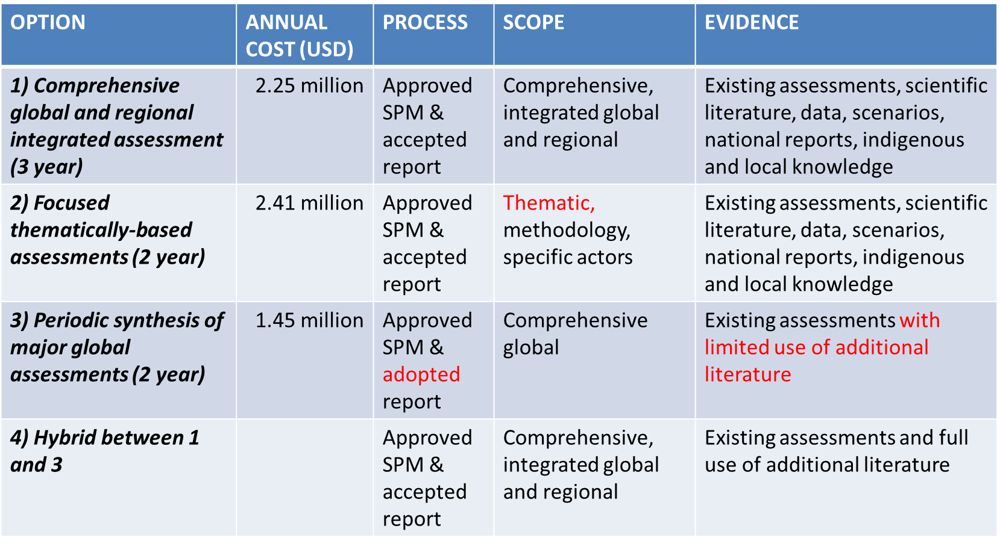 OPTION
ANNUAL
COST (USD)
PROCESS
SCOPE
EVIDENCE
1) Comprehensive
global and regional
integrated assessment
(3 year)
2.25 million
Approved
SPM &
accepted
report
Comprehensive,
integrated global
and regional
Existing assessments, scientific
literature, data, scenarios,
national reports, indigenous
and local knowledge
2) Focused
thematically-based
assessments (2 year)
2.41 million
Approved
SPM &
accepted
report
Thematic,
methodology,
specific actors
Existing assessments, scientific
literature, data, scenarios,
national reports, indigenous
and local knowledge
3) Periodic synthesis of
major global
assessments (2 year)
1.45 million
Approved
SPM &
adopted
report
Comprehensive
global
Existing assessments with
limited use of additional
literature
4) Hybrid between 1
and 3
Approved
SPM &
accepted
report
Comprehensive,
integrated global
and regional
Existing assessments and full
use of additional literature